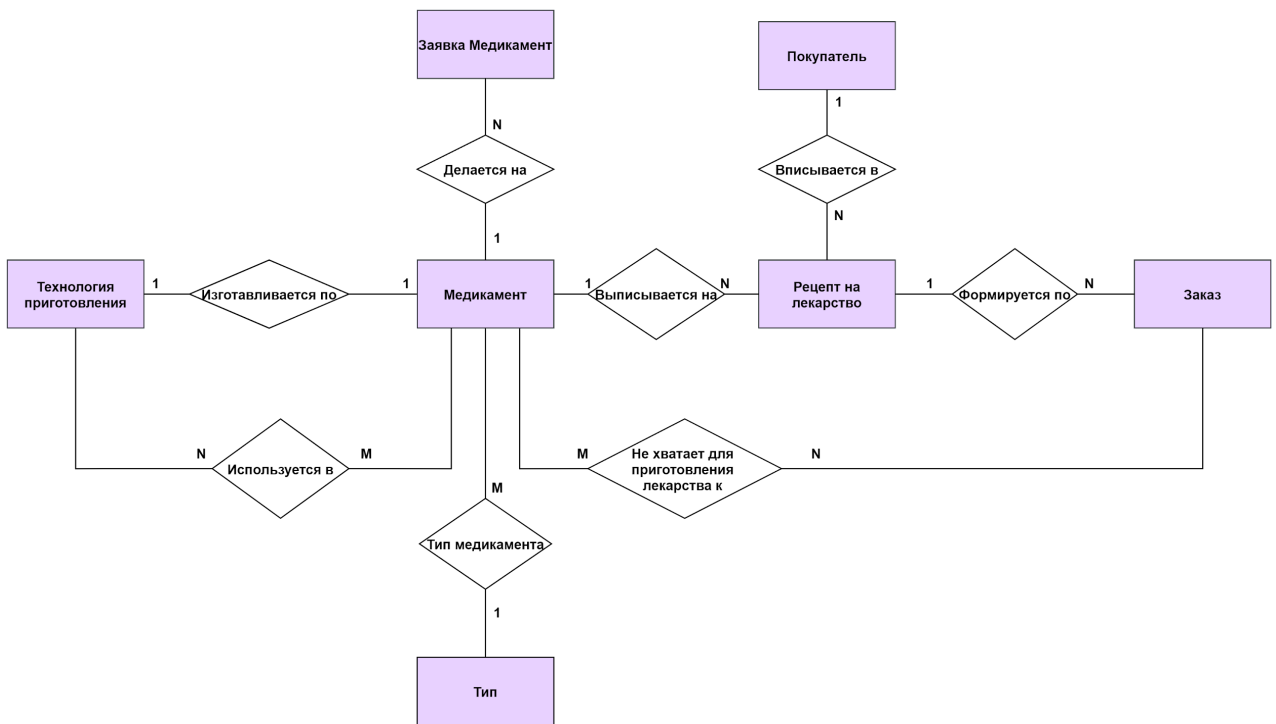 Заявка Медикамент
Покупатель
N
1
Делается на
Вписывается в
1
N
Технология
приготовления
1
Изготавливается по
1
Медикамент
1
Выписывается на
N
Рецепт на
лекарство
1
Формируется по
N
Заказ
N
Используется в
M
M
Не хватает для
приготовления
лекарства к
N
M
Тип медикамента
1
Тип